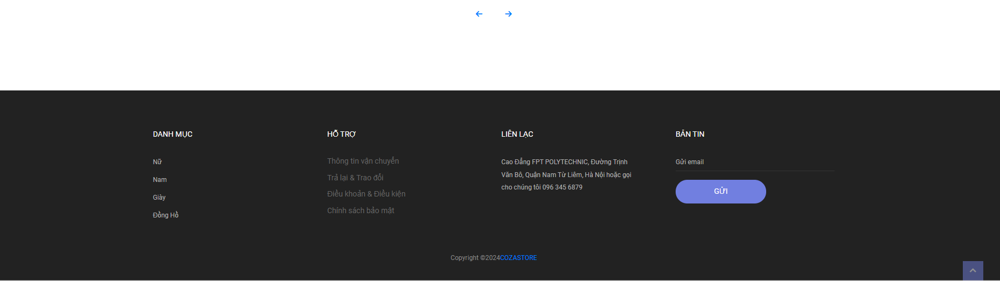 DANH MỤC
Nữ
Nam
Giày
Đồng Hồ
HỖ TRỢ
Thông tin vận chuyển
Trả lại & Trao đổi
Điều khoản & Điều kiện
Chính sách bảo mật
LIÊN LẠC
Cao Đẳng FPT POLYTECHNIC, Đường Trịnh
Văn Bô, Quận Nam Từ Liêm, Hà Nội hoặc gọi
cho chúng tôi 096 345 6879
BẢN TIN
Gửi email
GỬI
Copyright ©2024COZASTORE